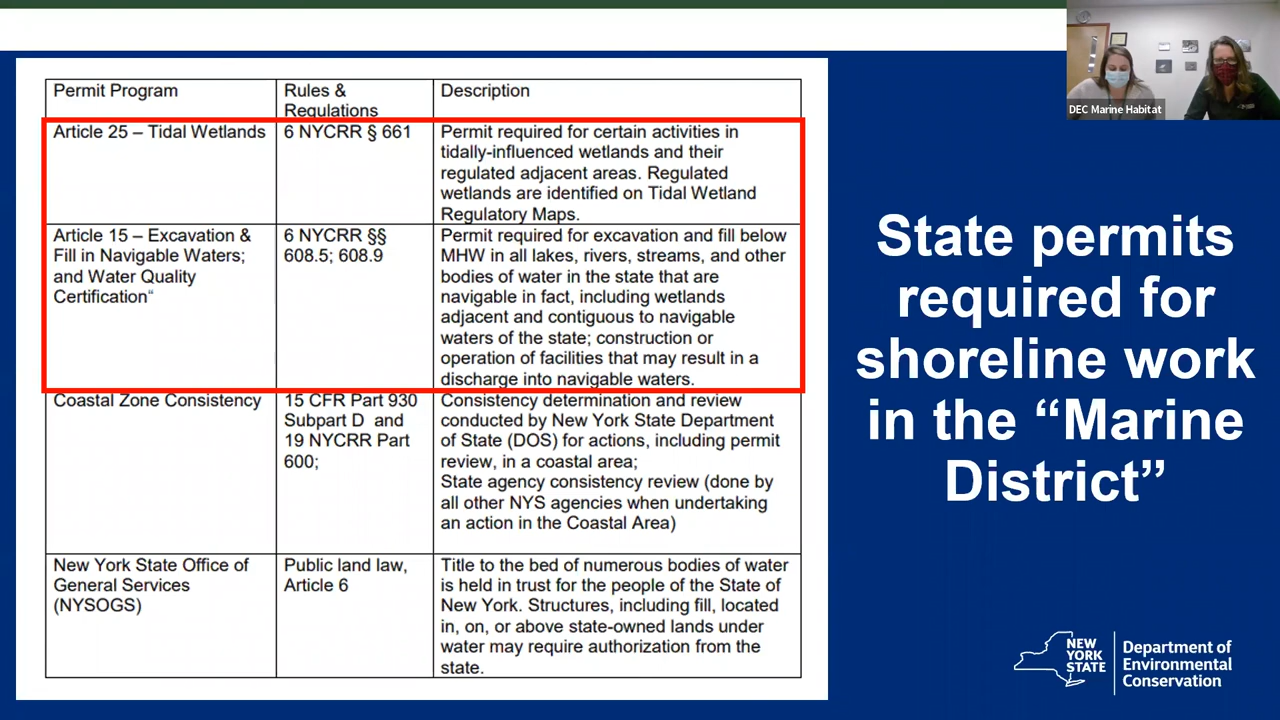 Permit Program
Rules &
Regulations
Description
Article 25 – Tidal Wetlands
6 NYCRR § 661
Permit required for certain activities in
tidally-influenced wetlands and their
regulated adjacent areas. Regulated
wetlands are identified on Tidal Wetland
Regulatory Maps.
Article 15 – Excavation &
Fill in Navigable Waters;
and Water Quality
Certification“
6 NYCRR §§
608.5; 608.9
Permit required for excavation and fill below
MHW in all lakes, rivers, streams, and other
bodies of water in the state that are
navigable in fact, including wetlands
adjacent and contiguous to navigable
waters of the state; construction or
operation of facilities that may result in a
discharge into navigable waters.
Coastal Zone Consistency
15 CFR Part 930
Subpart D and
19 NYCRR Part
600;
Consistency determination and review
conducted by New York State Department
of State (DOS) for actions, including permit
review, in a coastal area;
State agency consistency review (done by
all other NYS agencies when undertaking
an action in the Coastal Area)
New York State Office of
General Services
(NYSOGS)
Public land law,
Article 6
Title to the bed of numerous bodies of water
is held in trust for the people of the State of
New York. Structures, including fill, located
in, on, or above state-owned lands under
water may require authorization from the
state.
DEC Marine Habitat
State permits
required for
shoreline work
in the “Marine
District”
NEW
YORK
STATE
Department of
Environmental
Conservation